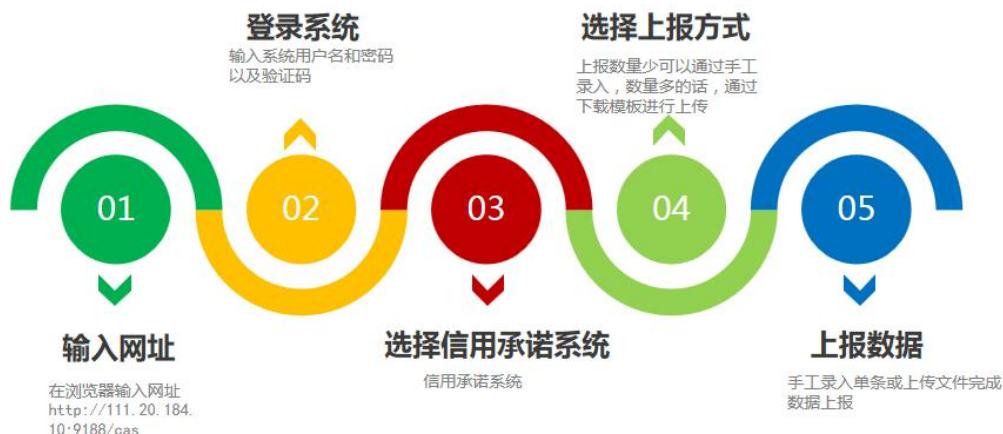 登录系统
输入系统用户名和密码
以及验证码
选择上报方式
上报数量少可以通过手工
录入，数量多的话，通过
下载模板进行上传
01
02
03
04
05
输入网址
在浏览器输入网址
http://111.20.184.
10:9188/cas
选择信用承诺系统
信用承诺系统
上报数据
手工录入单条或上传文件完成
数据上报